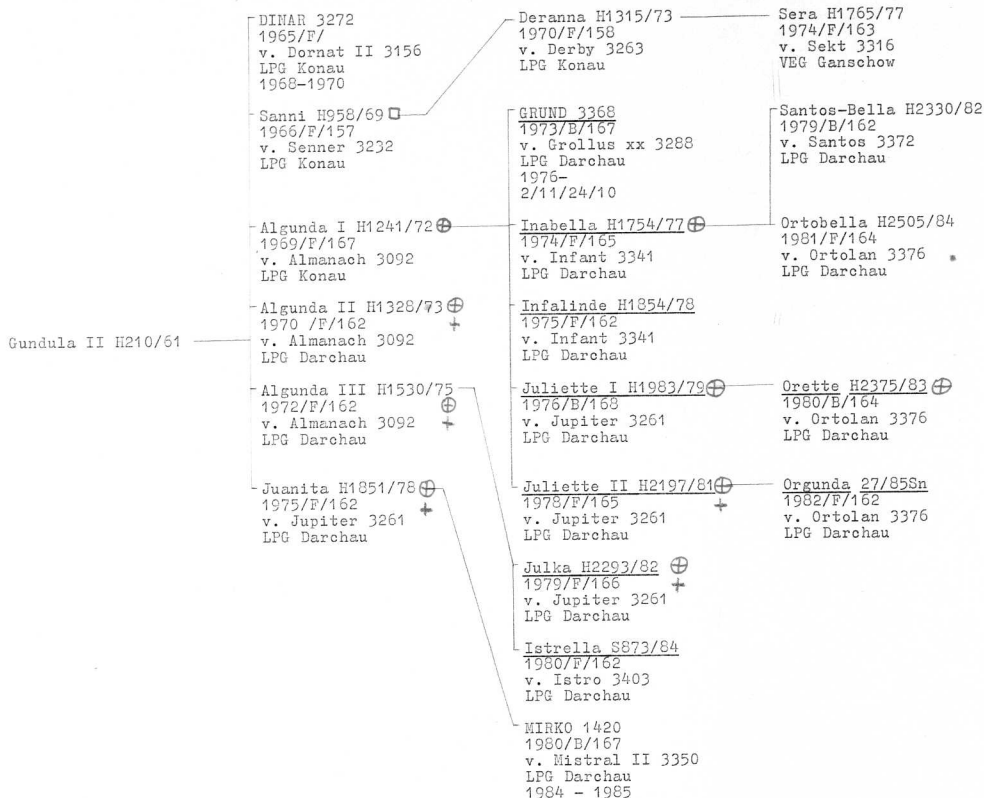 Gundula II H210/61
DINAR 3272
1965/F/
v. Dornat II 3156
LPG Konau
1968-1970
Sanni H958/69
1966/F/157
v. Senner 3232
LPG Konau
Algunda I H1241/72
1969/F/167
v. Almanach 3092
LPG Konau
Algunda II H1328/73
1970 /F/162
v. Almanach 3092
LPG Darchau
Algunda III H1530/75
1972/F/162
v. Almanach 3092
LPG Darchau
Juanita H1851/78
1975/F/162
v. Jupiter 3261
LPG Darchau
Deranna H1315/73
1970/F/158
v. Derby 3263
LPG Konau
GRUND 3368
1973/B/167
v. Grollus xx 3288
LPG Darchau
1976-
2/11/24/10
Inabella H1754/77
1974/F/165
v. Infant 3341
LPG Darchau
Infalinde H1854/78
1975/F/162
v. Infant 3341
LPG Darchau
Juliette I H1983/79
1976/B/168
v. Jupiter 3261
LPG Darchau
Juliette II H2197/81
1978/F/165
v. Jupiter 3261
LPG Darchau
Julka H2293/82
1979/F/166
v. Jupiter 3261
LPG Darchau
Istrella S873/84
1980/F/162
v. Istro 3403
LPG Darchau
MIRKO 1420
1980/B/167
v. Mistral II 3350
LPG Darchau
1984 - 1985
Sera H1765/77
1974/F/163
v. Sekt 3316
VEG Ganschow
Santos-Bella H2330/82
1979/B/162
v. Santos 3372
LPG Darchau
Ortobella H2505/84
1981/F/164
v. Ortolan 3376
LPG Darchau
Orette H2375/83
1980/B/164
v. Ortolan 3376
LPG Darchau
Orgunda 27/85Sn
1982/F/162
v. Ortolan 3376
LPG Darchau